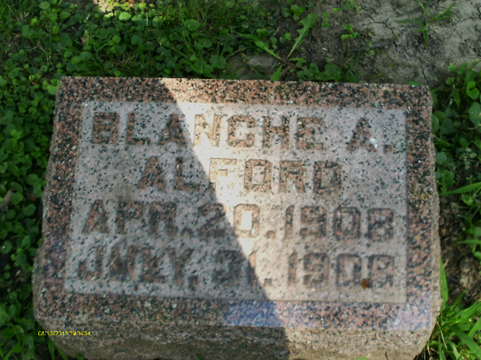 BLANCHE A.
ALFORD
APR. 20. 1908
JULY. 31. 1908